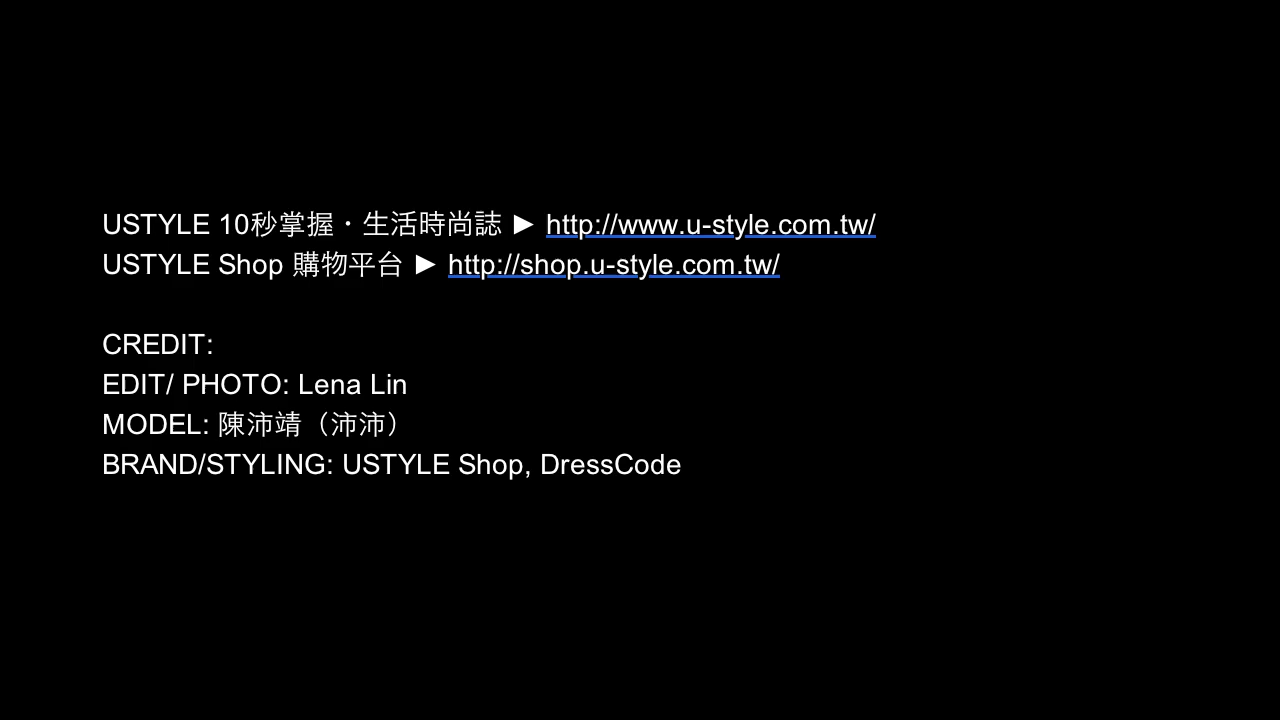 USTYLE 10秒掌握・生活時尚誌 ► http://www.u-style.com.tw/
USTYLE Shop 購物平台 ► http://shop.u-style.com.tw/
CREDIT:
EDIT/ PHOTO: Lena Lin
MODEL: 陳沛靖（沛沛）
BRAND/STYLING: USTYLE Shop, DressCode